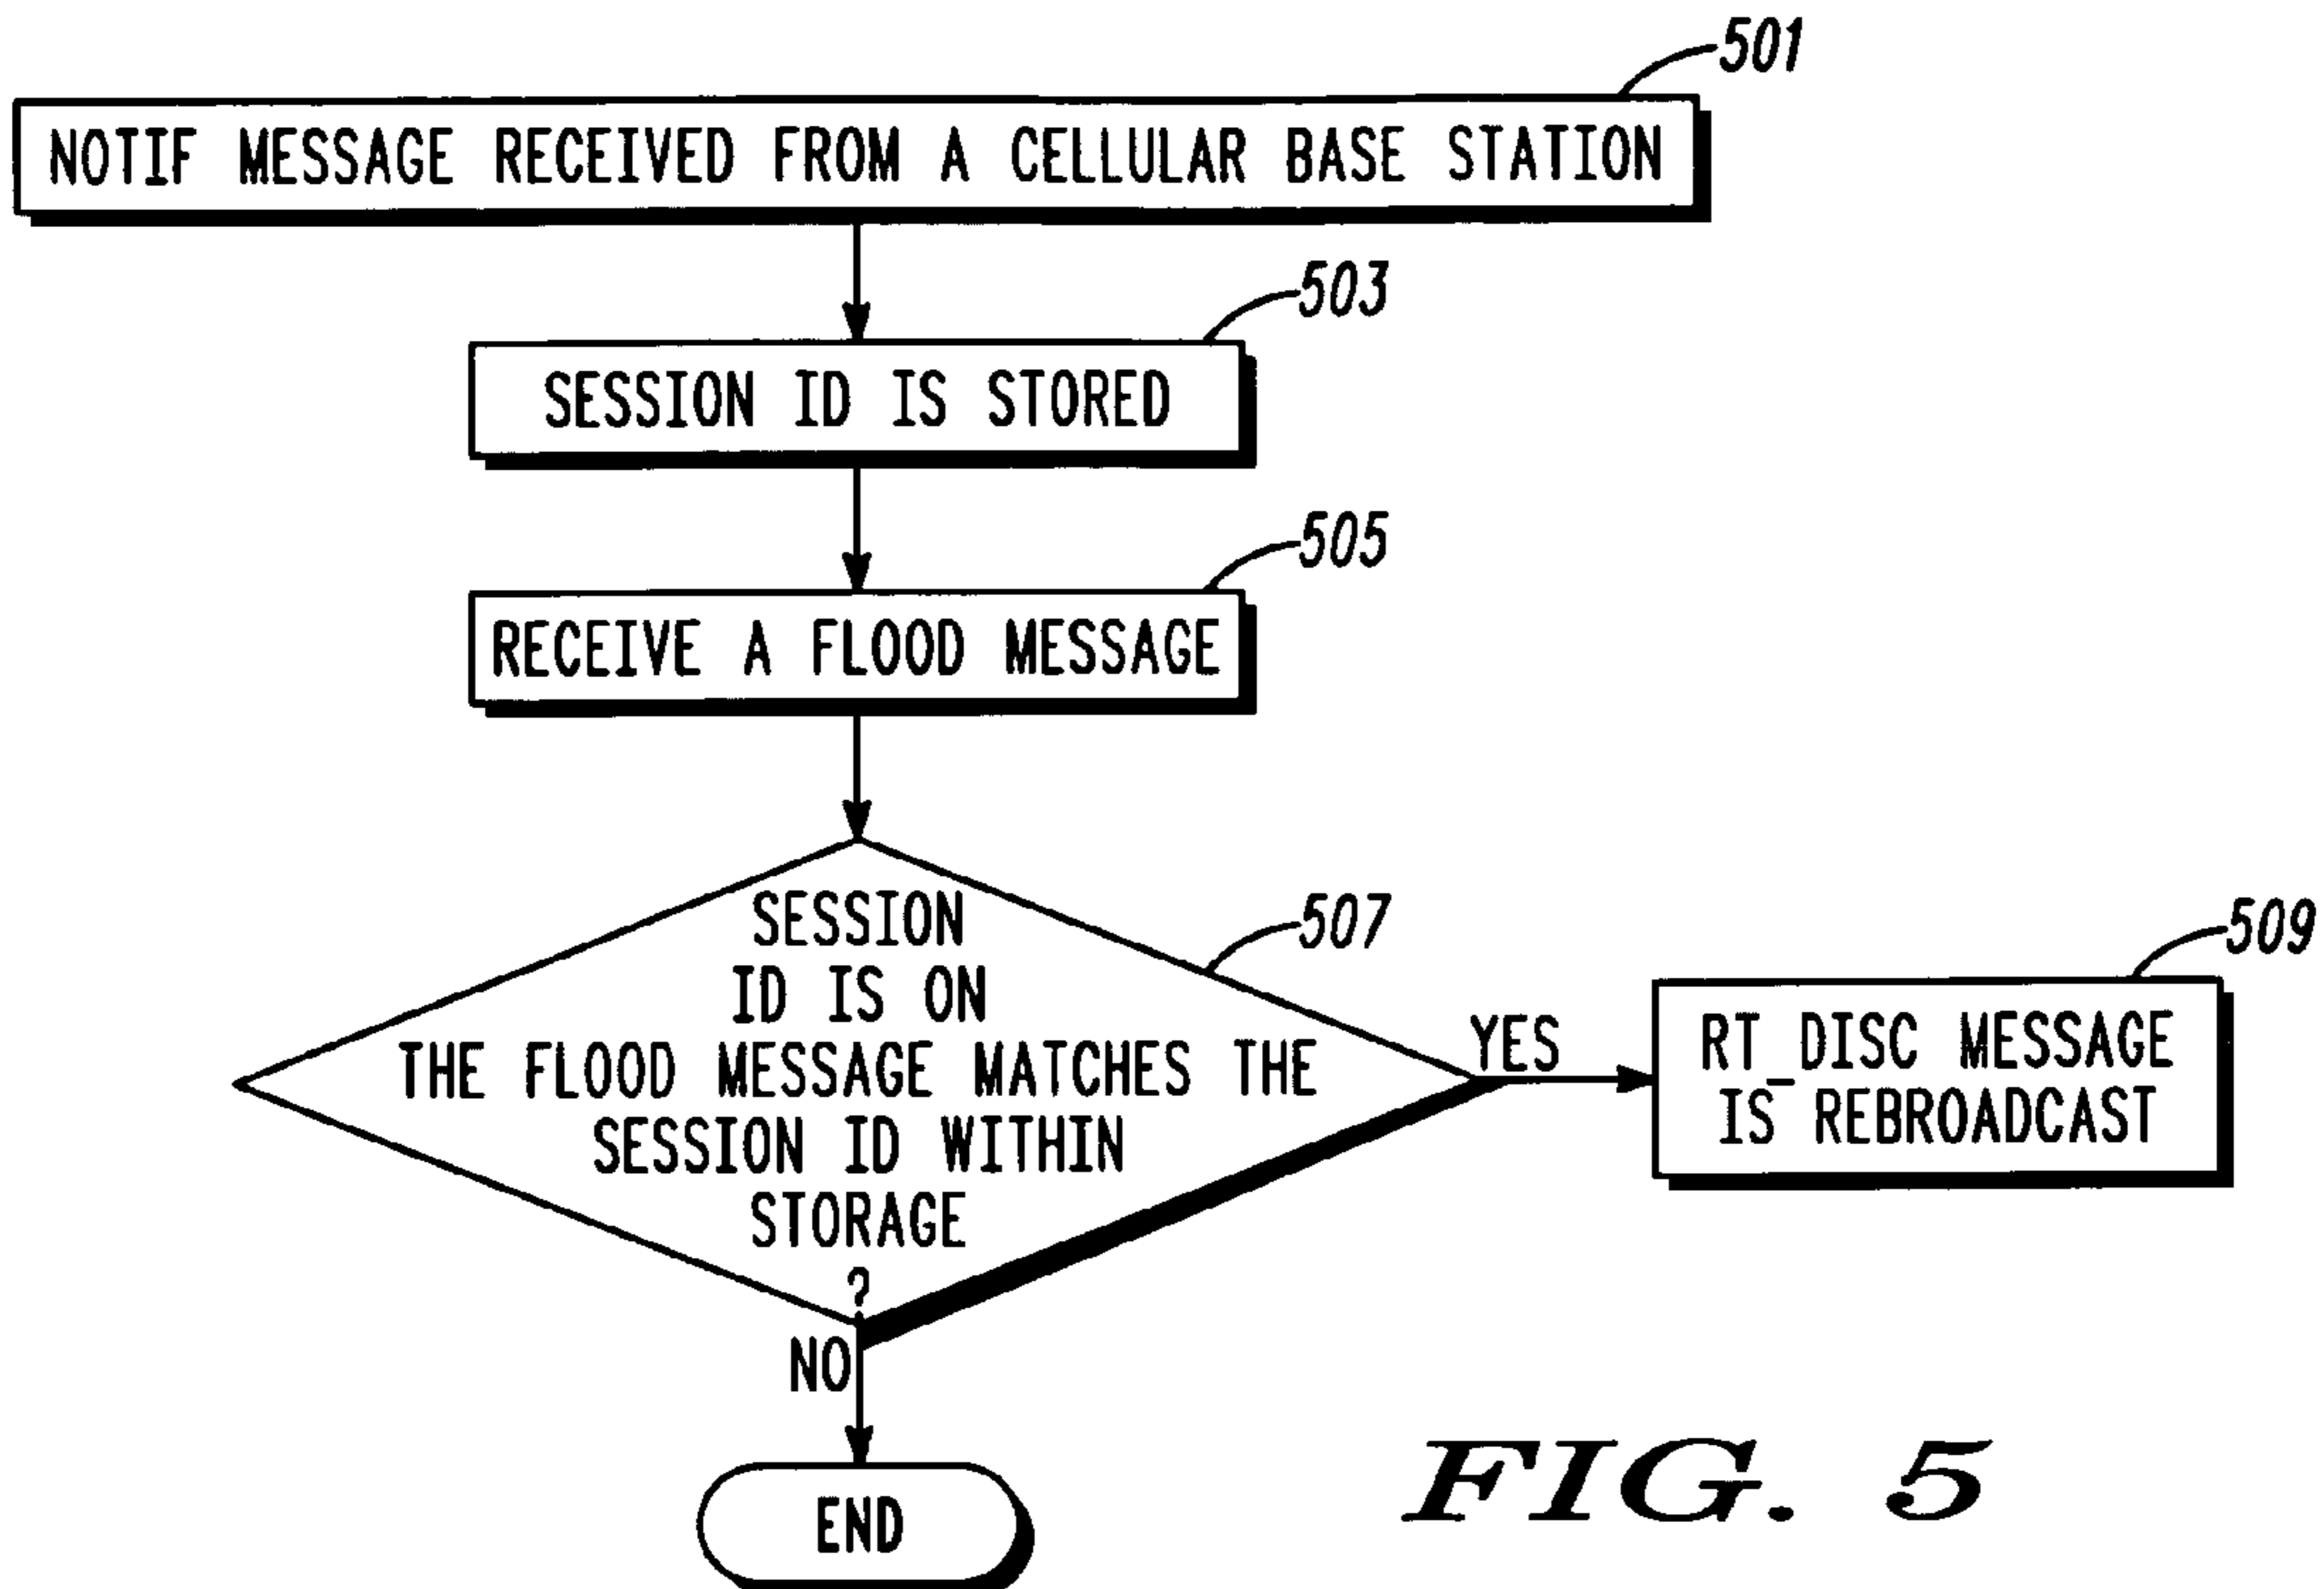 501
NOTIF MESSAGE RECEIVED FROM A CELLULAR BASE STATION
503
SESSION ID IS STORED
505
RECEIVE A FLOOD MESSAGE
507
SESSION
ID IS ON
THE FLOOD MESSAGE MATCHES THE
SESSION ID WITHIN
STORAGE
?
YES
509
RT_DISC MESSAGE
IS REBROADCAST
NO
END
FIG. 5